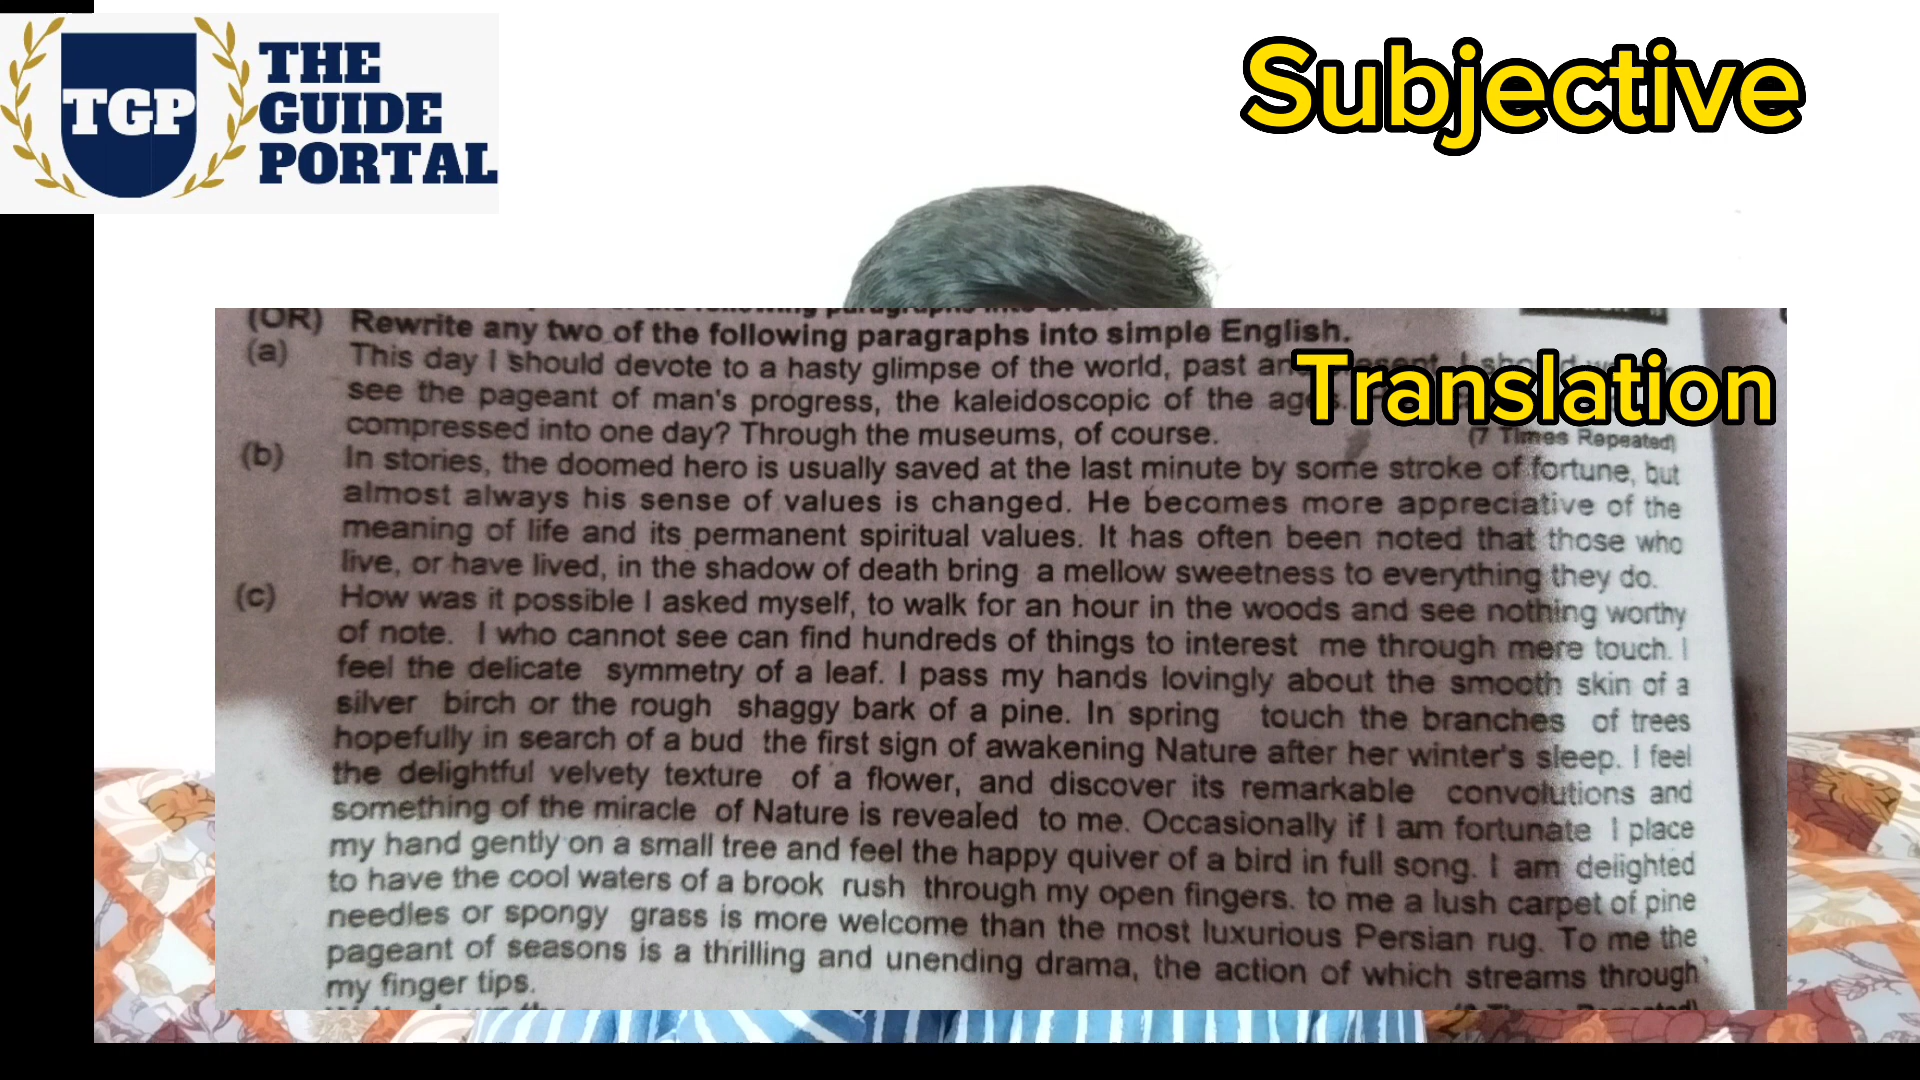 TGP
THE
GUIDE
PORTAL
Subjective
Translation
(OR) Rewrite any two of the following paragraphs into simple English.
(a) This day I should devote to a hasty glimpse of the world, past
see the pageant of man's progress, the kaleidoscopic of the
compressed into one day? Through the museums, of course. (7 Times Repeated)
(b) In stories, the doomed hero is usually saved at the last minute by some stroke of fortune, but
almost always his sense of values is changed. He becomes more appreciative of the
meaning of life and its permanent spiritual values. It has often been noted that those who
live, or have lived, in the shadow of death bring a mellow sweetness to everything they do.
(c) How was it possible I asked myself, to walk for an hour in the woods and see nothing worthy
of note. I who cannot see can find hundreds of things to interest me through mere touch. I
feel the delicate symmetry of a leaf. I pass my hands lovingly about the smooth skin of a
silver birch or the rough shaggy bark of a pine. In spring touch the branches of trees
hopefully in search of a bud the first sign of awakening Nature after her winter's sleep. I feel
the delightful velvety texture of a flower, and discover its remarkable convolutions and
something of the miracle of Nature is revealed to me. Occasionally if I am fortunate I place
my hand gently on a small tree and feel the happy quiver of a bird in full song. I am delighted
to have the cool waters of a brook rush through my open fingers. to me a lush carpet of pine
needles or spongy grass is more welcome than the most luxurious Persian rug. To me the
pageant of seasons is a thrilling and unending drama, the action of which streams through
my finger tips.